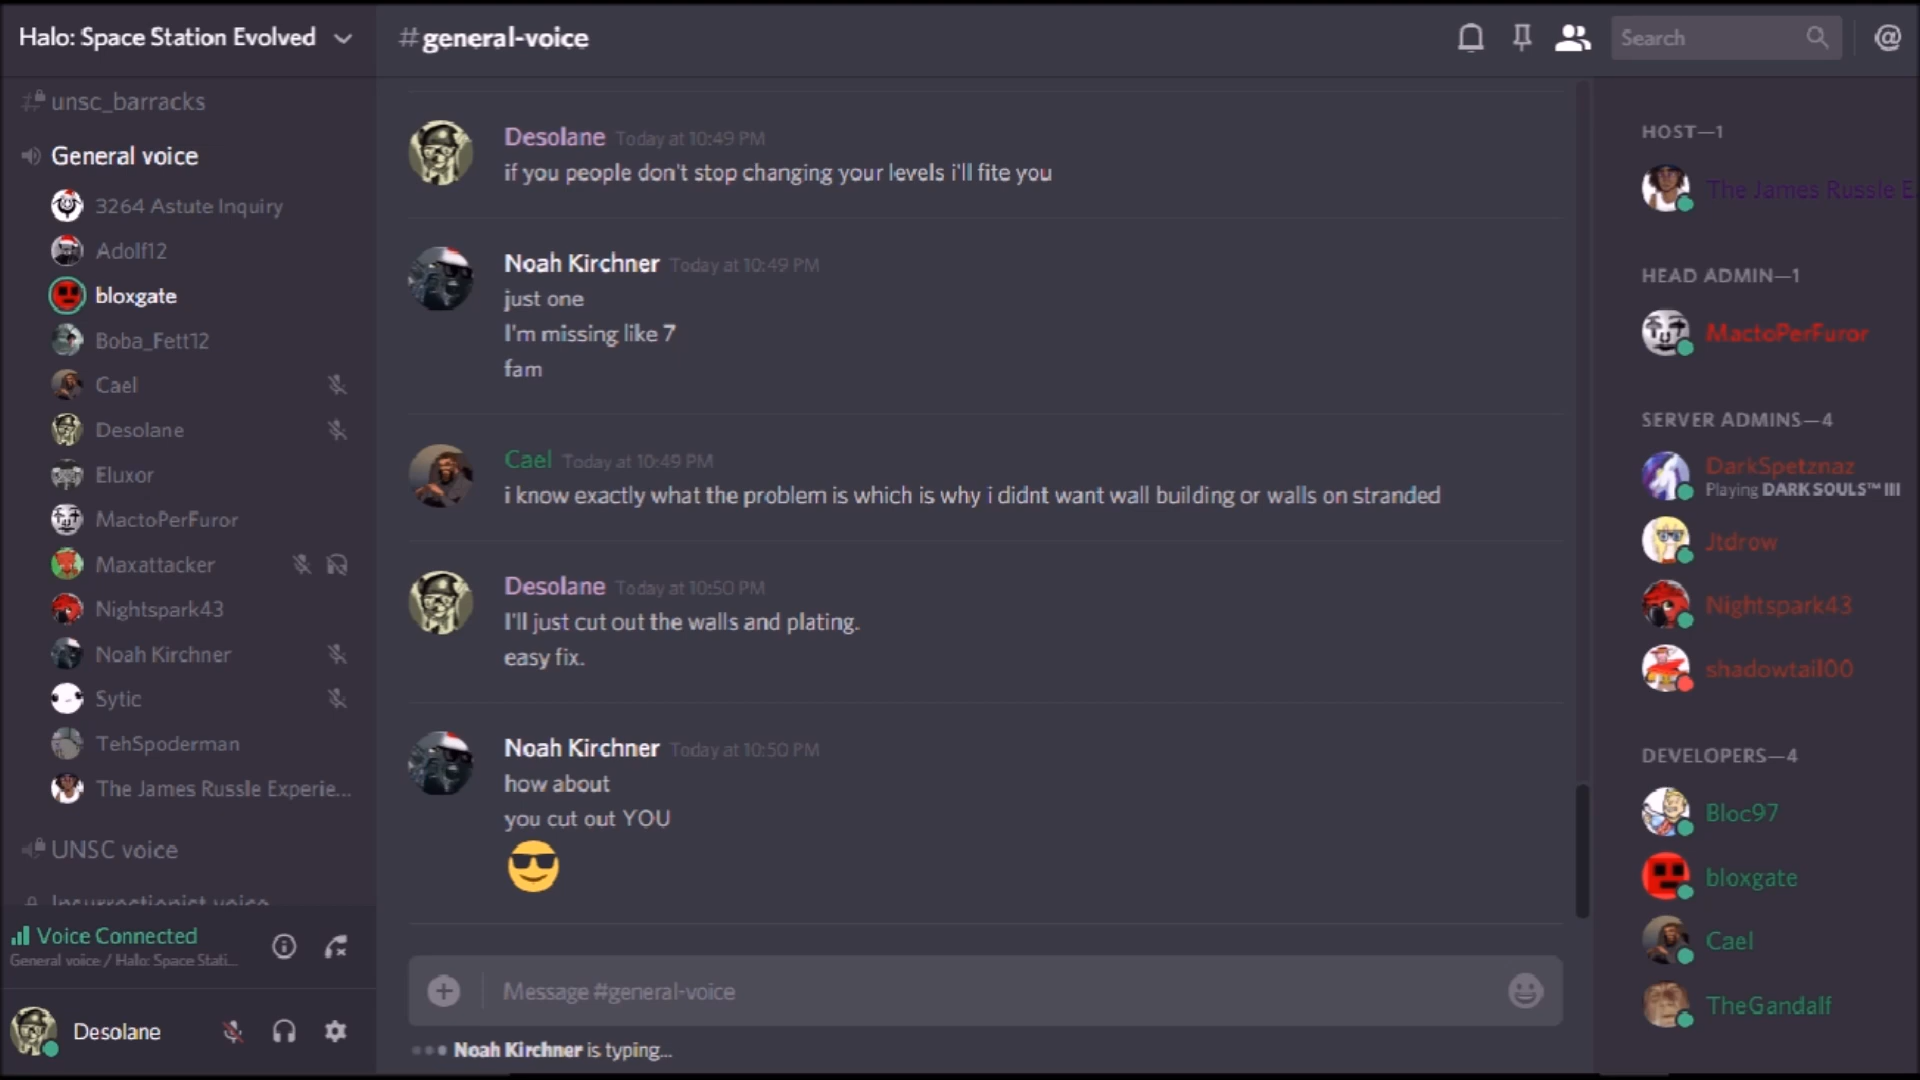 Halo: Space Station Evolved
unsc_barracks
General voice
3264 Astute Inquiry
Adolf12
bloxgate
Boba_Fett12
Cael
Desolane
Eluxor
MactoPerFuror
Maxattacker
Nightspark43
Noah Kirchner
Sytic
TehSpoderman
The James Russle Experie...
UNSC voice
Insurrectionist voice
Voice Connected
General voice / Halo: Space Stati...
Desolane
#general-voice
Search
Desolane Today at 10:49 PM
if you people don't stop changing your levels i'll fite you
Noah Kirchner Today at 10:49 PM
just one
I'm missing like 7
fam
Cael Today at 10:49 PM
i know exactly what the problem is which is why i didnt want wall building or walls on stranded
Desolane Today at 10:50 PM
I'll just cut out the walls and plating.
easy fix.
Noah Kirchner Today at 10:50 PM
how about
you cut out YOU
Message #general-voice
Noah Kirchner is typing...
HOST—1
The James Russle E
HEAD ADMIN—1
MactoPerFuror
SERVER ADMINS—4
DarkSpetznaz
Playing DARK SOULS™ III
Jtdrow
Nightspark43
shadowtail00
DEVELOPERS—4
Bloc97
bloxgate
Cael
TheGandalf